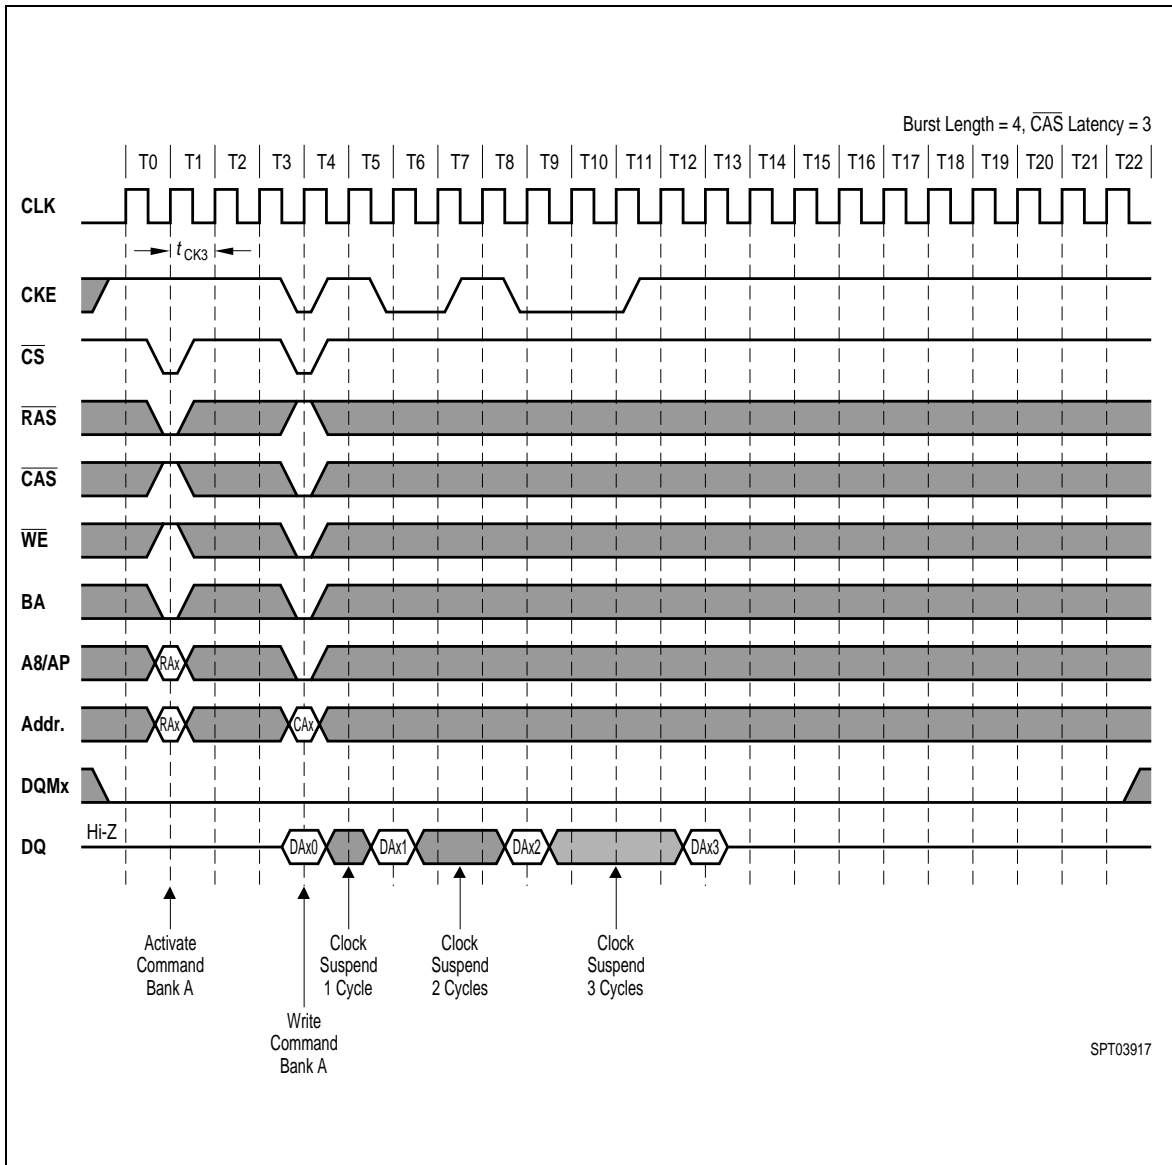 Burst Length = 4, CAS Latency = 3
T0 T1 T2 T3 T4 T5 T6 T7 T8 T9 T10 T11 T12 T13 T14 T15 T16 T17 T18 T19 T20 T21 T22
CLK
t CK3
CKE
CS
RAS
CAS
WE
BA
A8/AP RAx
Addr. RAx CAx
DQMx
DQ Hi-Z DAx0 DAx1 DAx2 DAx3
Activate
Command
Bank A
Write
Command
Bank A
Clock
Suspend
1 Cycle
Clock
Suspend
2 Cycles
Clock
Suspend
3 Cycles
SPT03917